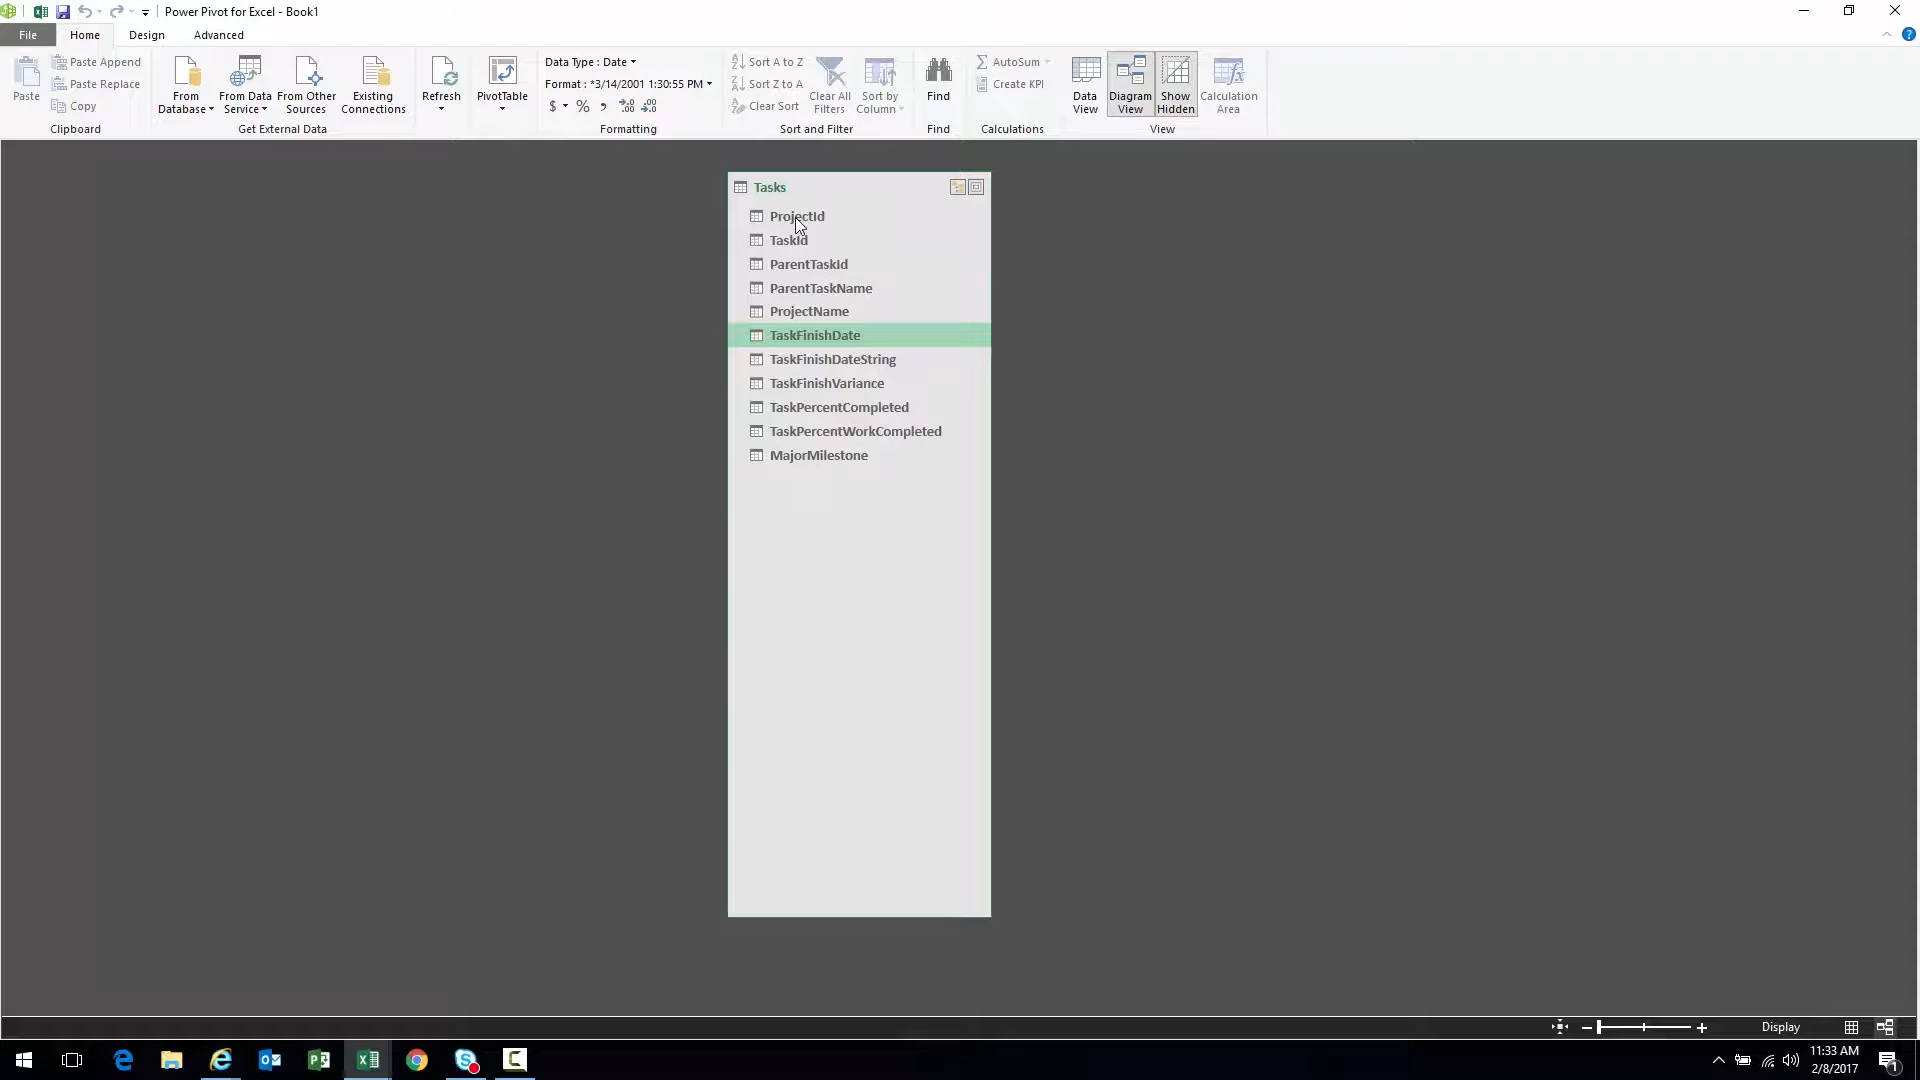 Power Pivot for Excel - Book1
File Home Design Advanced
Paste
Paste Append
Paste Replace
Copy
Clipboard
From Database
From Data Service
From Other Sources
Existing Connections
Get External Data
Refresh
PivotTable
Data Type : Date
Format : *3/14/2001 1:30:55 PM
$ % , .00 .00
Formatting
Sort A to Z
Sort Z to A
Clear Sort
Clear All Filters
Sort by Column
Sort and Filter
Find
Find
AutoSum
Create KPI
Calculations
Data View
Diagram View
Show Hidden
Calculation Area
View
Tasks
ProjectId
TaskId
ParentTaskId
ParentTaskName
ProjectName
TaskFinishDate
TaskFinishDateString
TaskFinishVariance
TaskPercentCompleted
TaskPercentWorkCompleted
MajorMilestone
Display
11:33 AM
2/8/2017
1